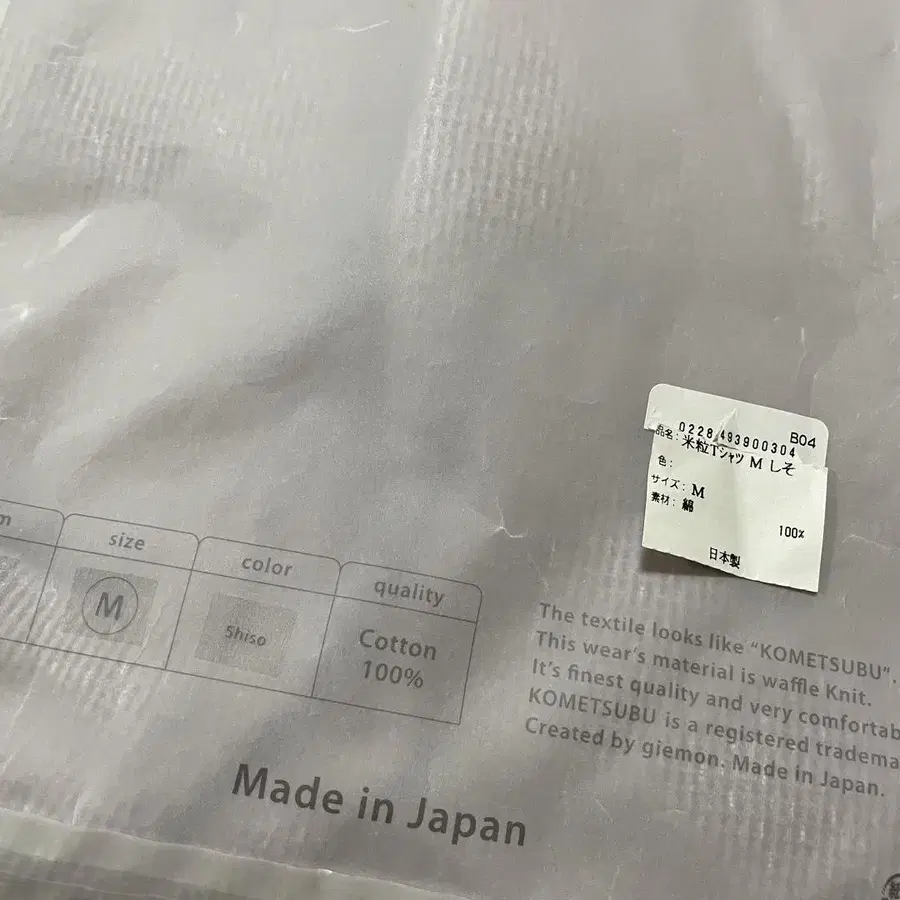 B04
0228 493900304
品名: 米粒Tシャツ M しそ
色:
サイズ: M
素材: 綿
100%
日本製
m
size
color
quality
M
Shiso
Cotton
100%
The textile looks like "KOMETSUBU".
This wear's material is waffle Knit.
It's finest quality and very comfortab
KOMETSUBU is a registered tradema
Created by giemon. Made in Japan.
Made in Japan